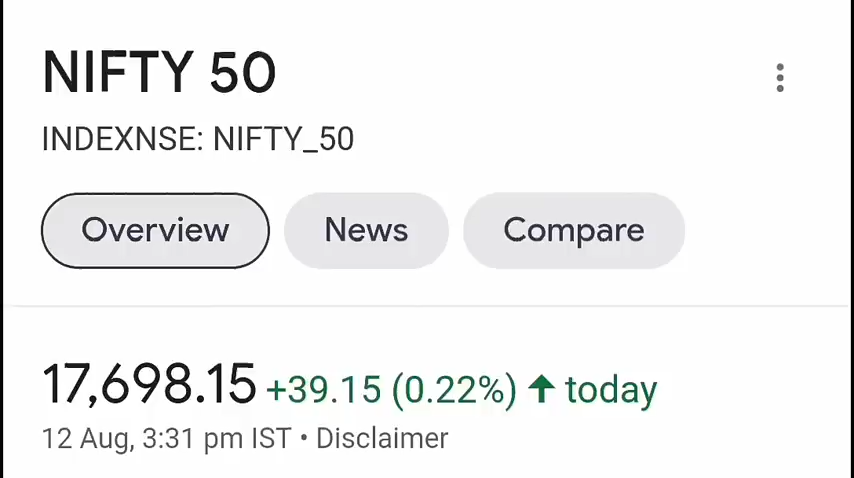 NIFTY 50
INDEXNSE: NIFTY_50
Overview News Compare
17,698.15 +39.15 (0.22%) ↑ today
12 Aug, 3:31 pm IST • Disclaimer